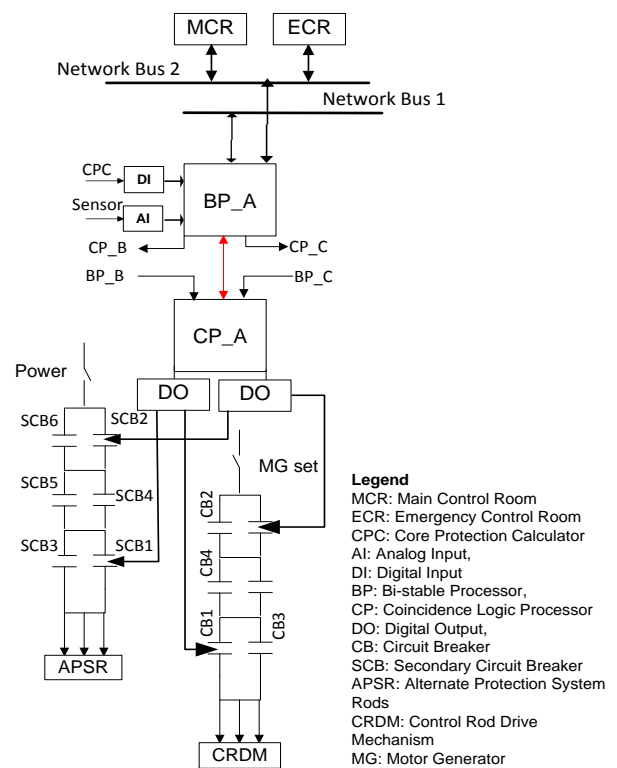 MCR
ECR
Network Bus 2
Network Bus 1
CPC
DI
BP_A
Sensor
AI
CP_B
CP_C
BP_B
BP_C
CP_A
Power
DO
DO
SCB6
SCB2
MG set
SCB5
SCB4
CB2
SCB3
SCB1
CB4
CB1
CB3
APSR
CRDM
Legend
MCR: Main Control Room
ECR: Emergency Control Room
CPC: Core Protection Calculator
AI: Analog Input,
DI: Digital Input
BP: Bi-stable Processor,
CP: Coincidence Logic Processor
DO: Digital Output,
CB: Circuit Breaker
SCB: Secondary Circuit Breaker
APSR: Alternate Protection System
Rods
CRDM: Control Rod Drive
Mechanism
MG: Motor Generator